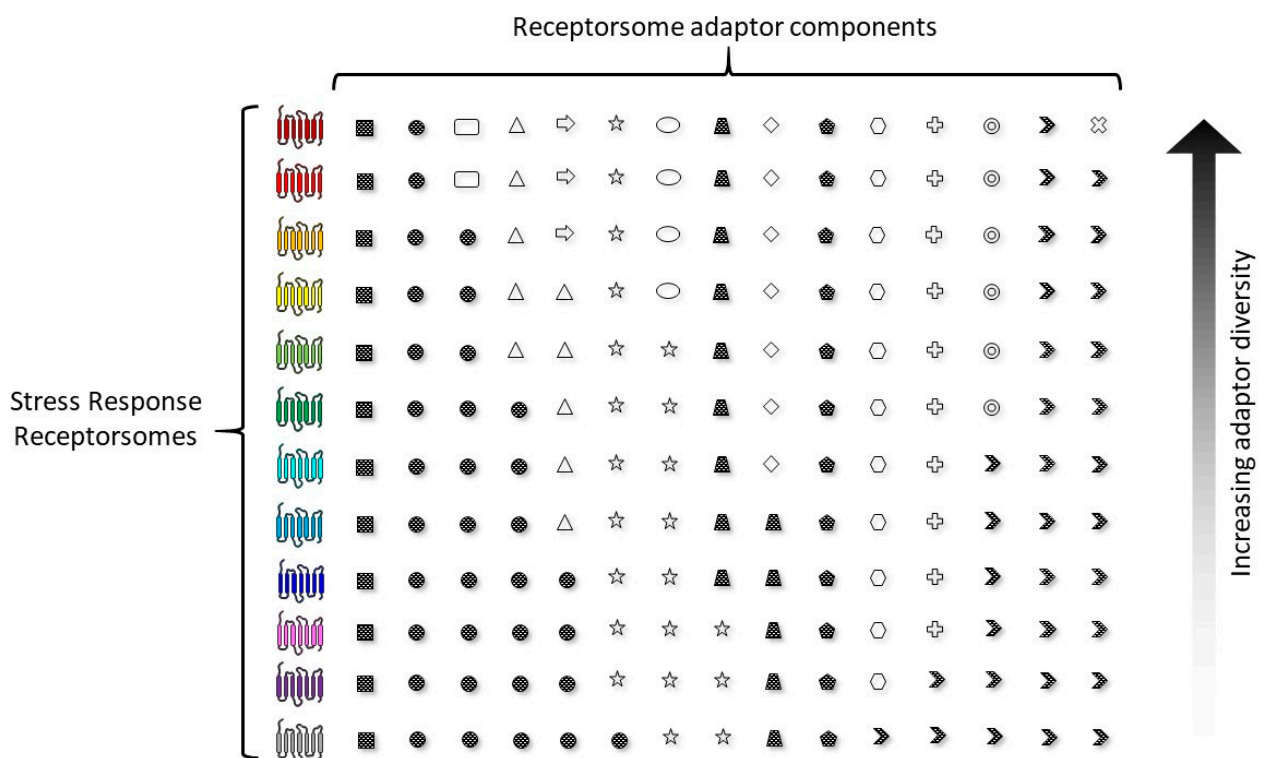 Receptorsome adaptor components
Stress Response
Receptorsomes
Increasing adaptor diversity